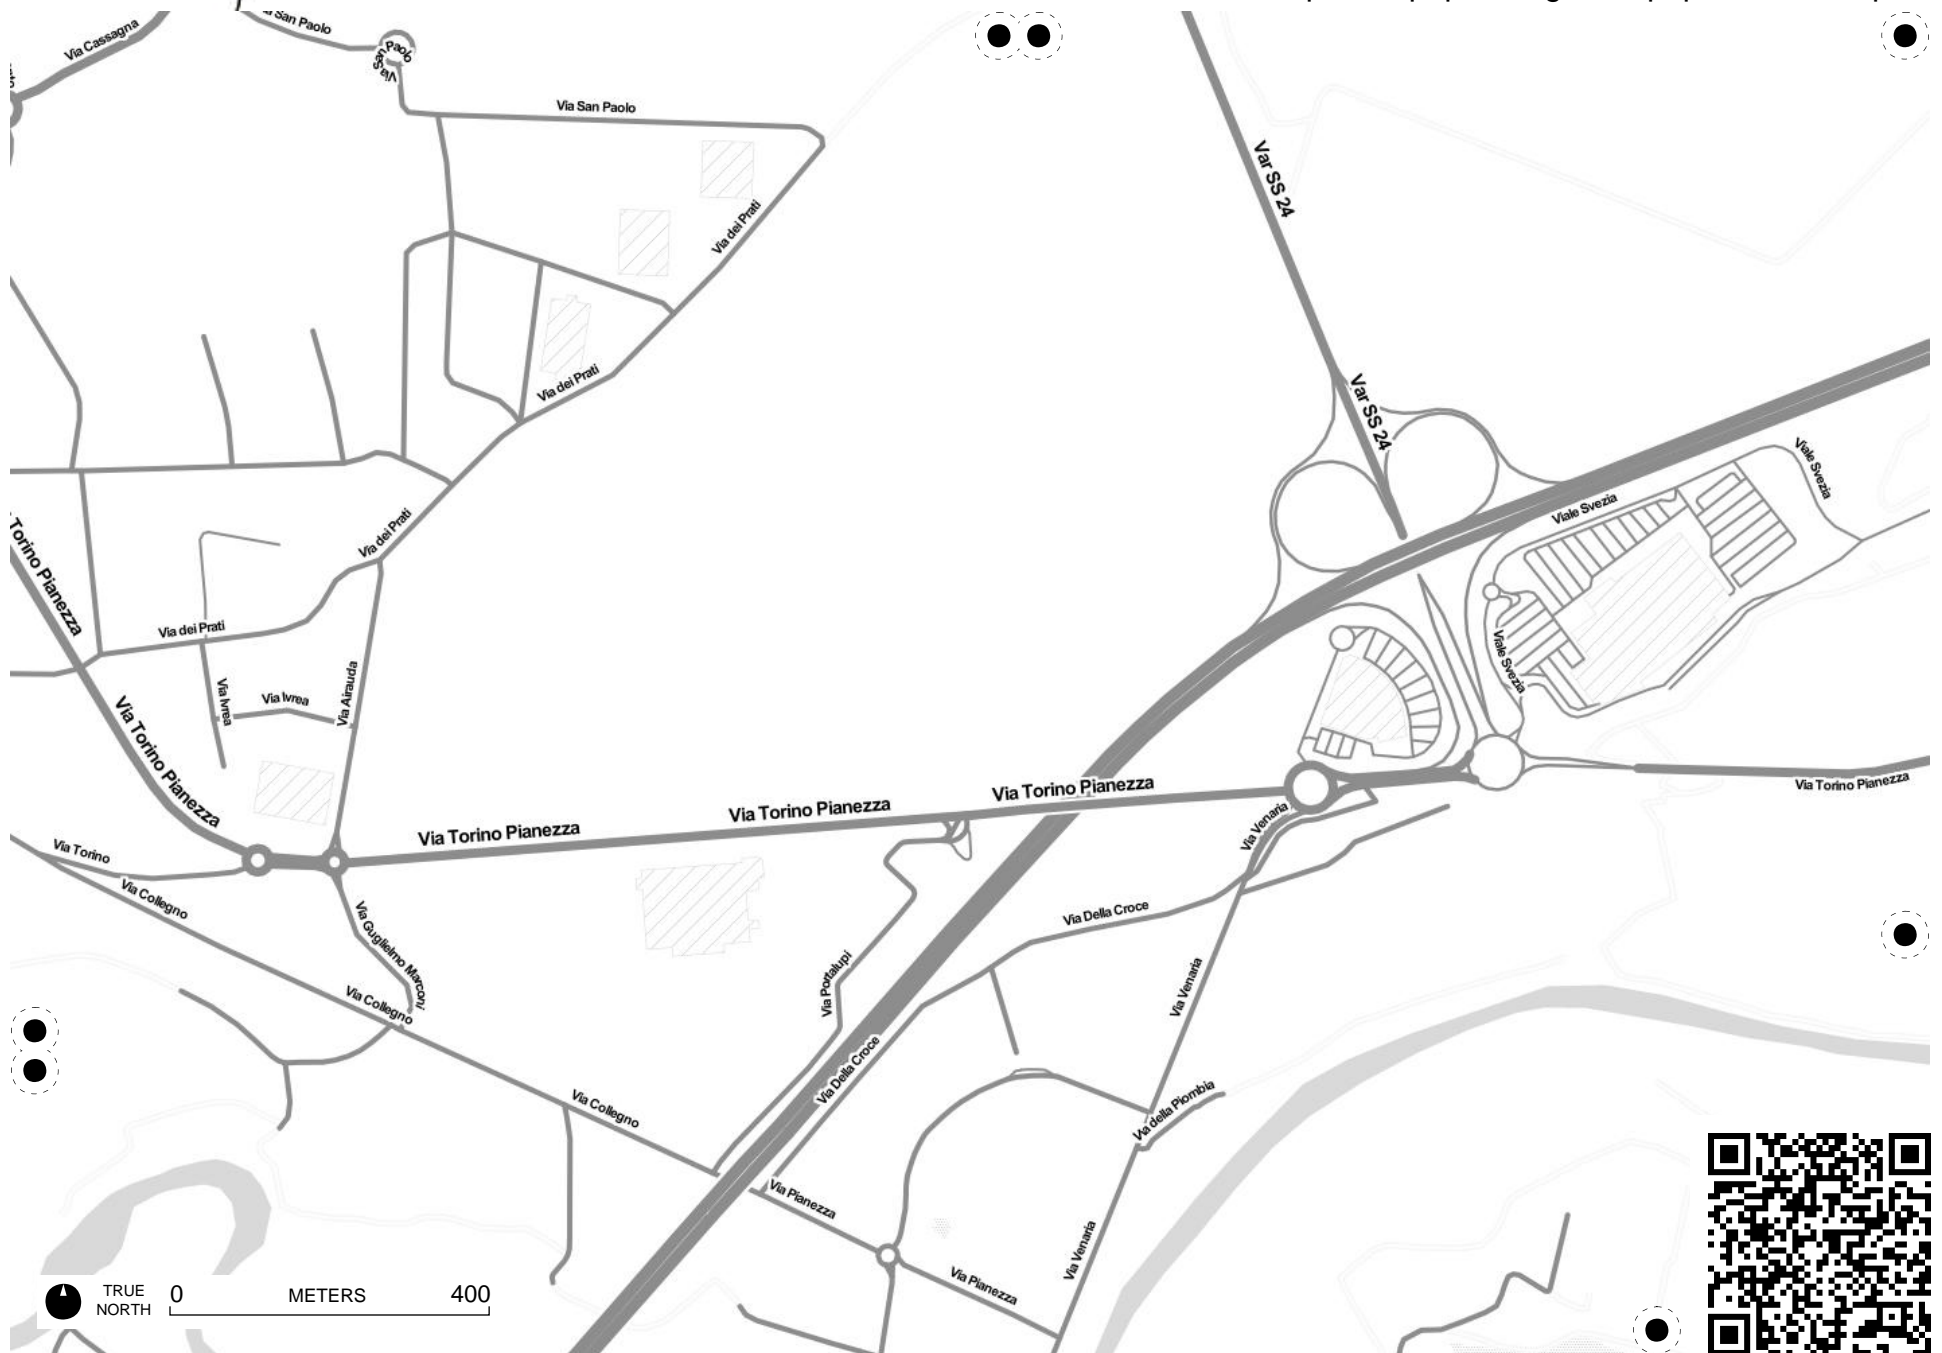 Via San Paolo
Via Cassagna
Via San Paolo
Via San Paolo
Var SS 24
Via dei Prati
Via dei Prati
Var SS 24
Viale Svezia
Viale Svezia
Via dei Prati
Torino Pianezza
Via dei Prati
Viale Svezia
Via Ivrea
Via Ivrea
Via Airauda
Via Torino Pianezza
Via Torino Pianezza
Via Torino Pianezza
Via Torino Pianezza
Via Torino Pianezza
Via Venaria
Via Torino
Via Collegno
Via Guglielmo Marconi
Via Della Croce
Via Portalupi
Via Venaria
Via Collegno
Via Della Croce
Via Collegno
Via della Piombia
Via Pianezza
Via Venaria
Via Pianezza
TRUE
NORTH
0 METERS 400